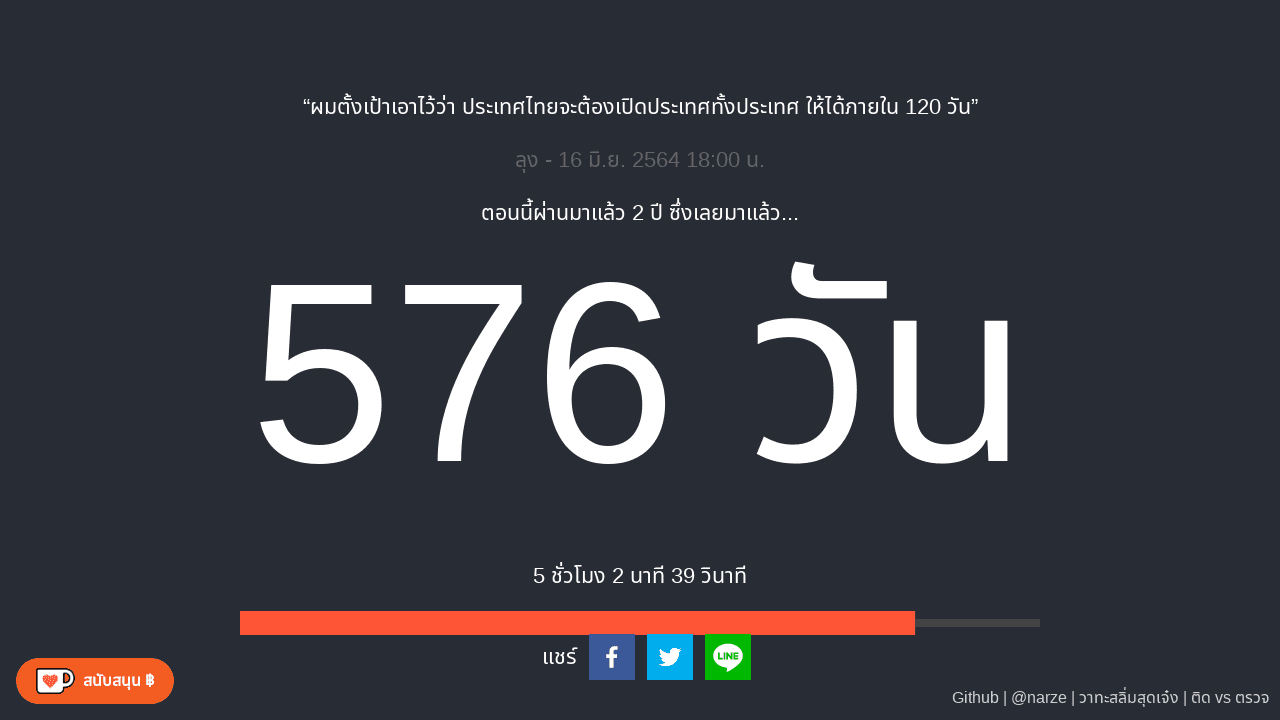 “ผมตั้งเป้าเอาไว้ว่า ประเทศไทยจะต้องเปิดประเทศทั้งประเทศ ให้ได้ภายใน 120 วัน”
ลุง - 16 มิ.ย. 2564 18:00 น.
ตอนนี้ผ่านมาแล้ว 2 ปี ซึ่งเลยมาแล้ว...
576 วัน
5 ชั่วโมง 2 นาที 39 วินาที
แชร์
LINE
สนับสนุน ฿
Github | @narze | วาทะสลิ่มสุดเจ๋ง | ติด vs ตรวจ